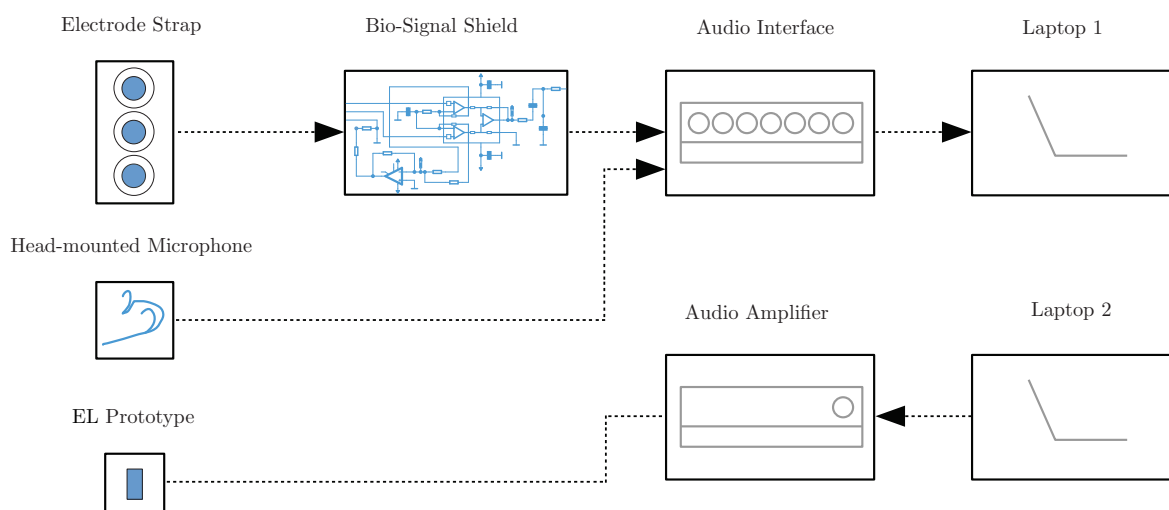 Electrode Strap
Bio-Signal Shield
Audio Interface
Laptop 1
Head-mounted Microphone
Audio Amplifier
Laptop 2
EL Prototype